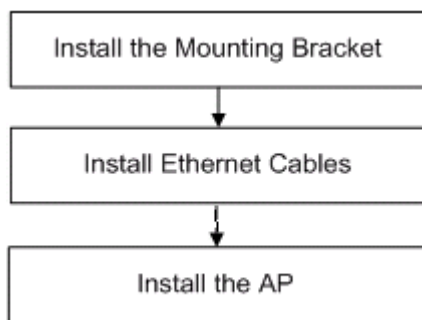 Install the Mounting Bracket
Install Ethernet Cables
Install the AP